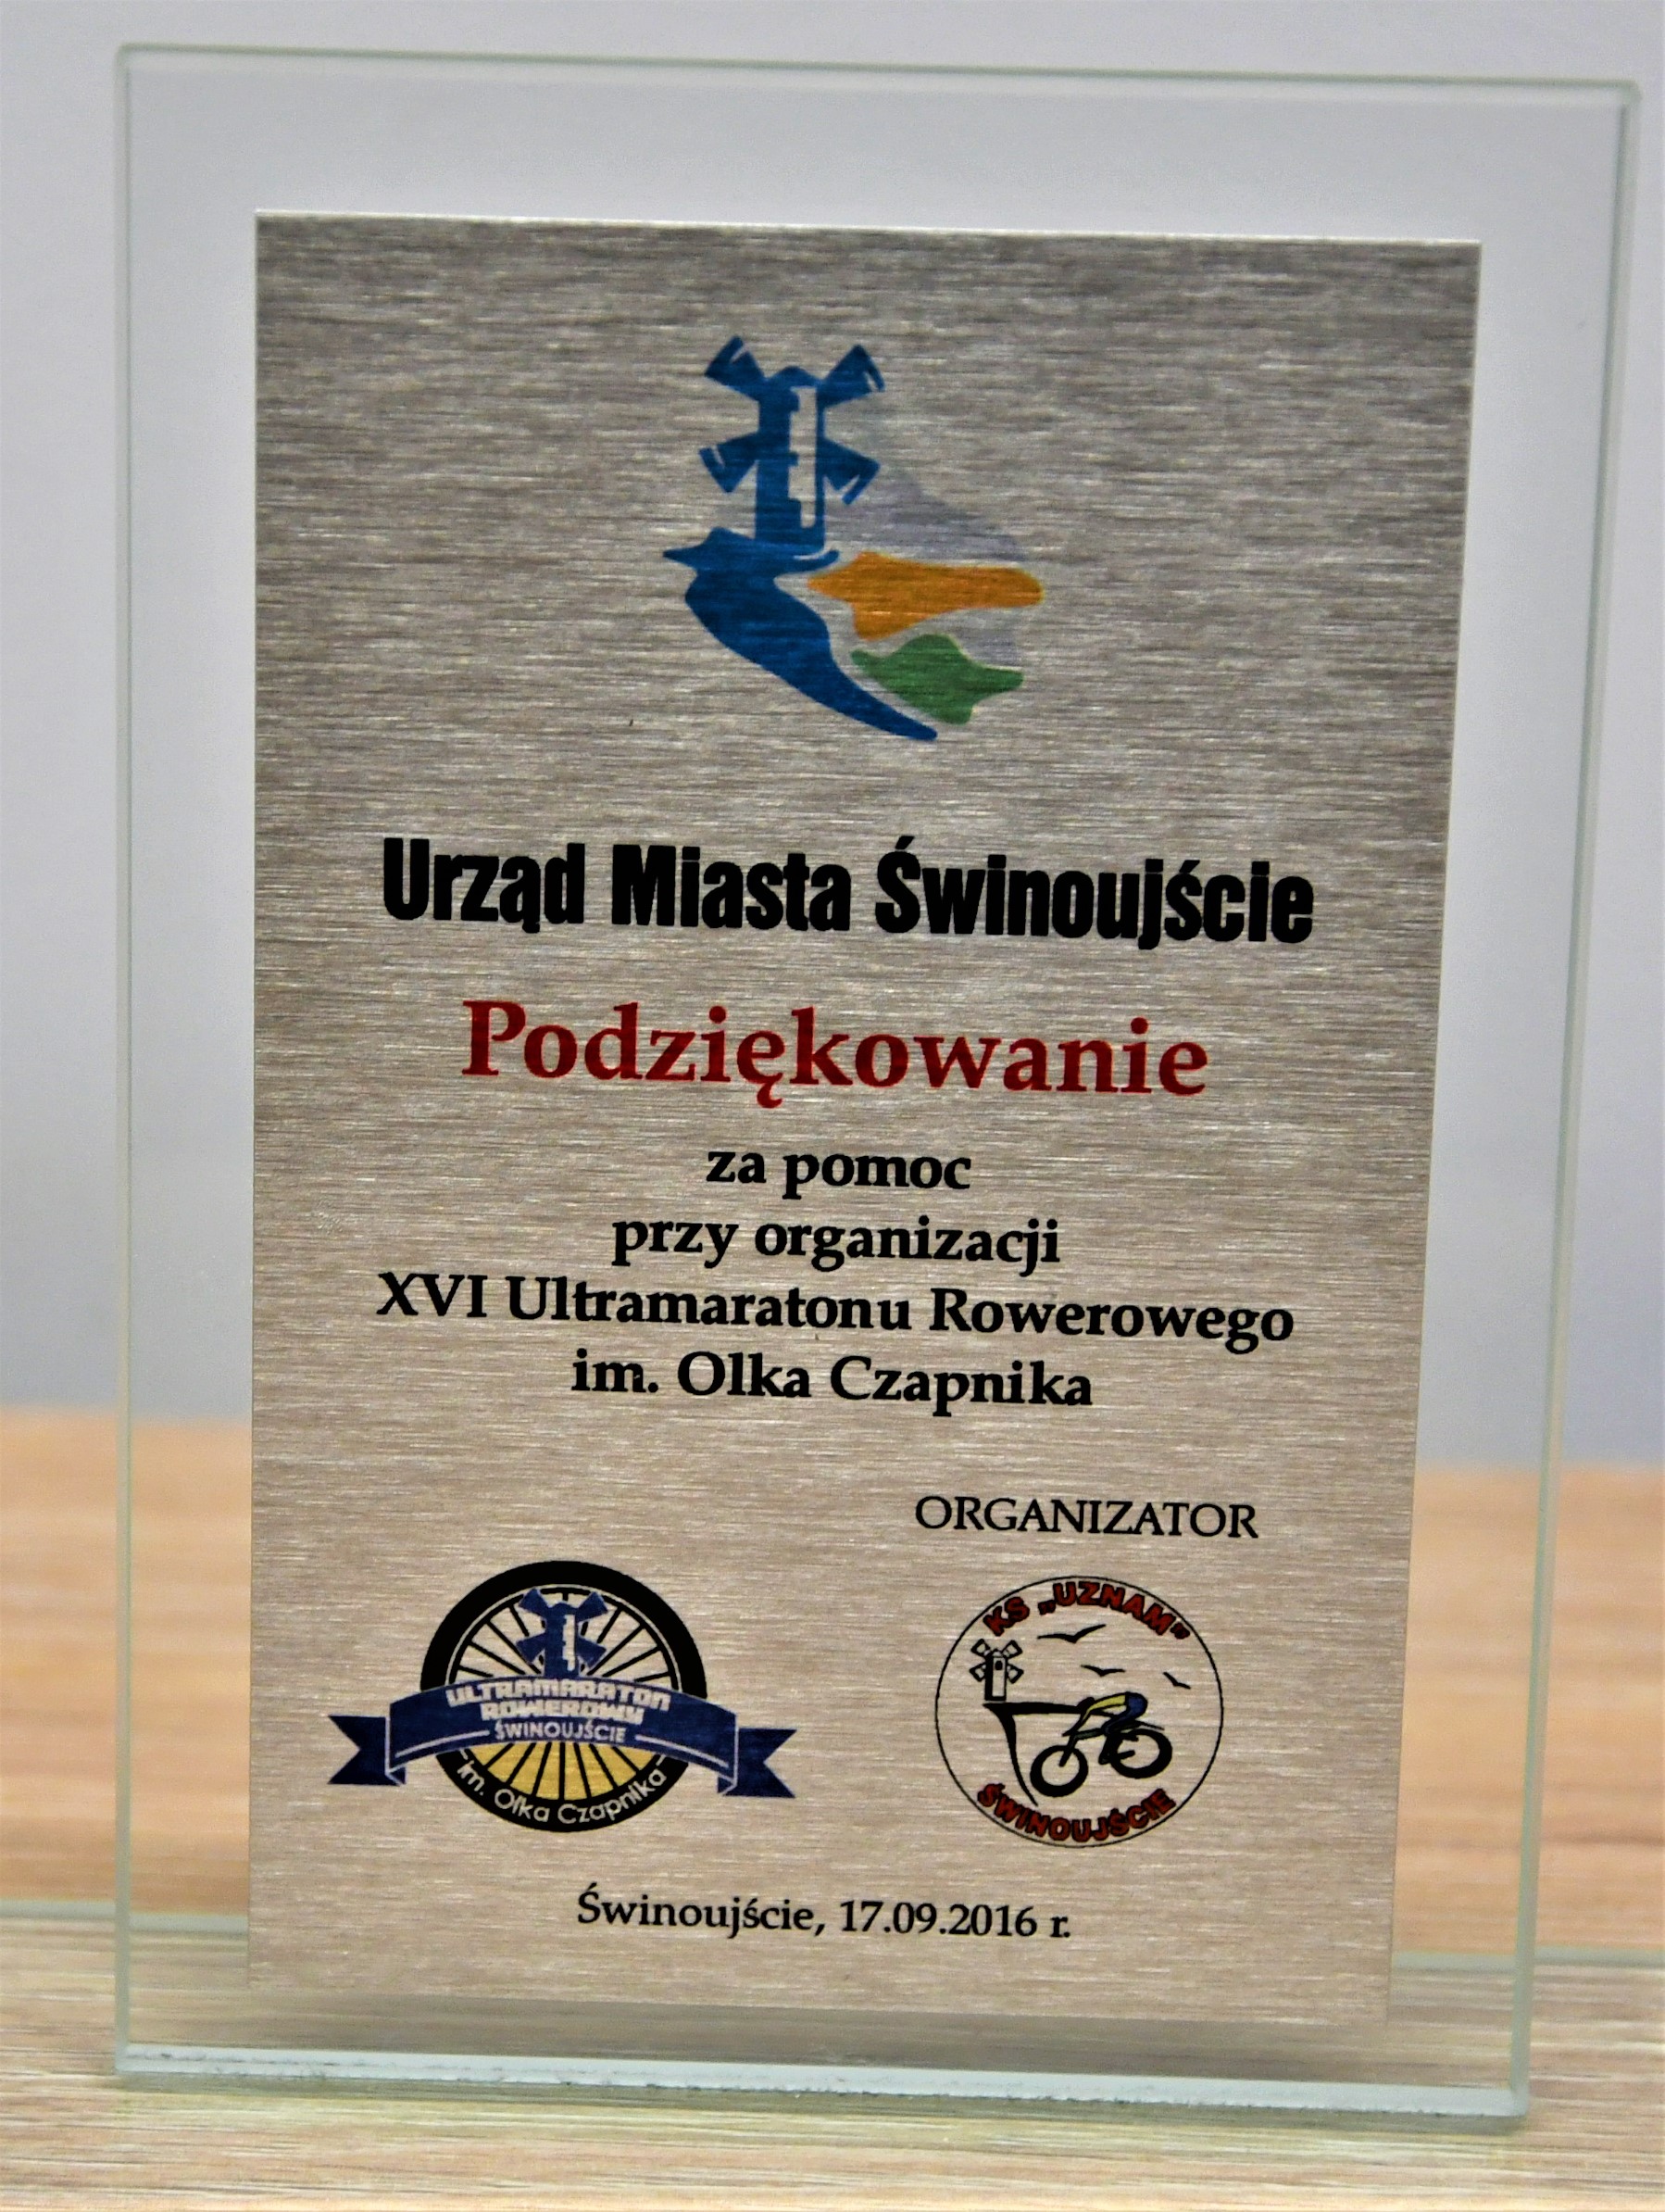 Urząd Miasta Świnoujście
Podziękowanie
za pomoc
przy organizacji
XVI Ultramaratonu Rowerowego
im. Olka Czapnika
ORGANIZATOR
ULTRAMARATON
ROWEROWY
ŚWINOUJŚCIE
im. Olka Czapnika
KS „UZNAM”
ŚWINOUJŚCIE
Świnoujście, 17.09.2016 r.